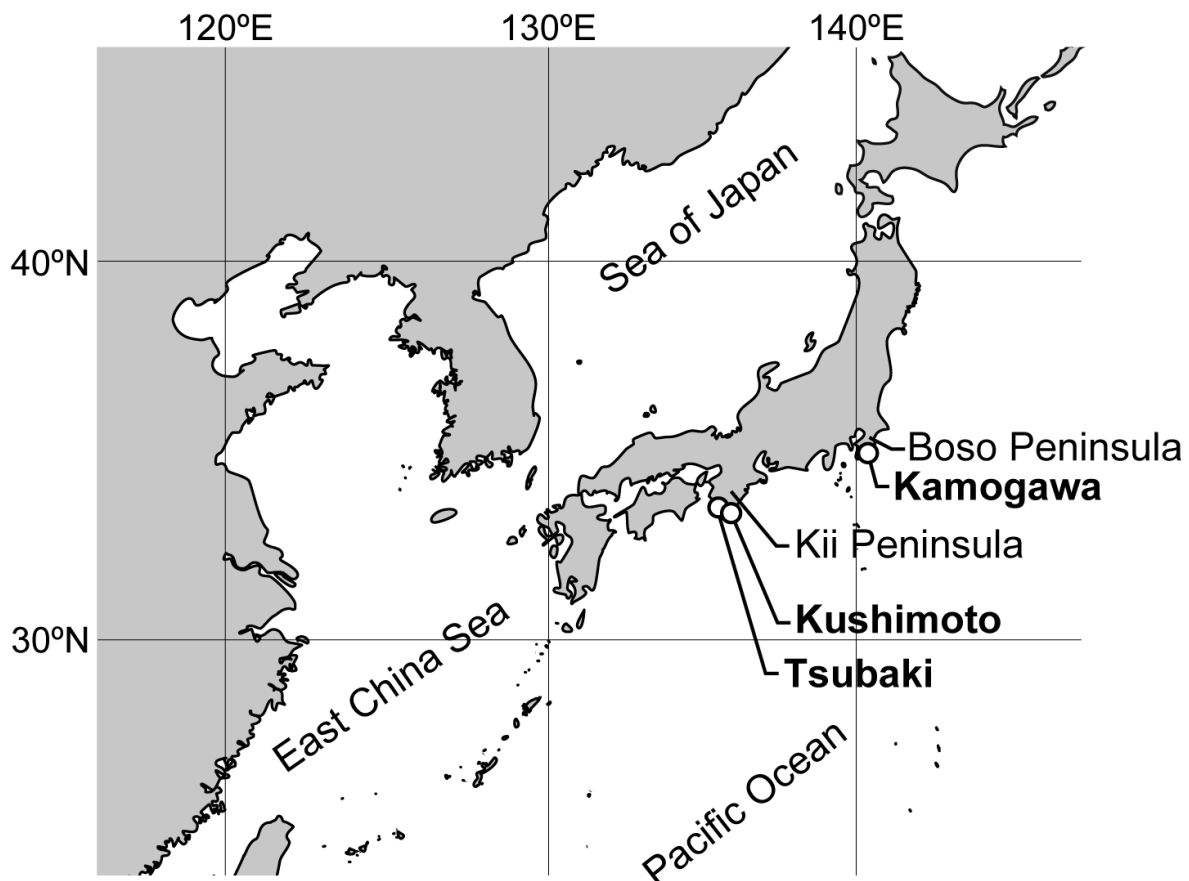 120ºE 130ºE 140ºE
40ºN
Sea of Japan
Boso Peninsula
Kamogawa
Kii Peninsula
Kushimoto
30ºN
Tsubaki
East China Sea
Pacific Ocean